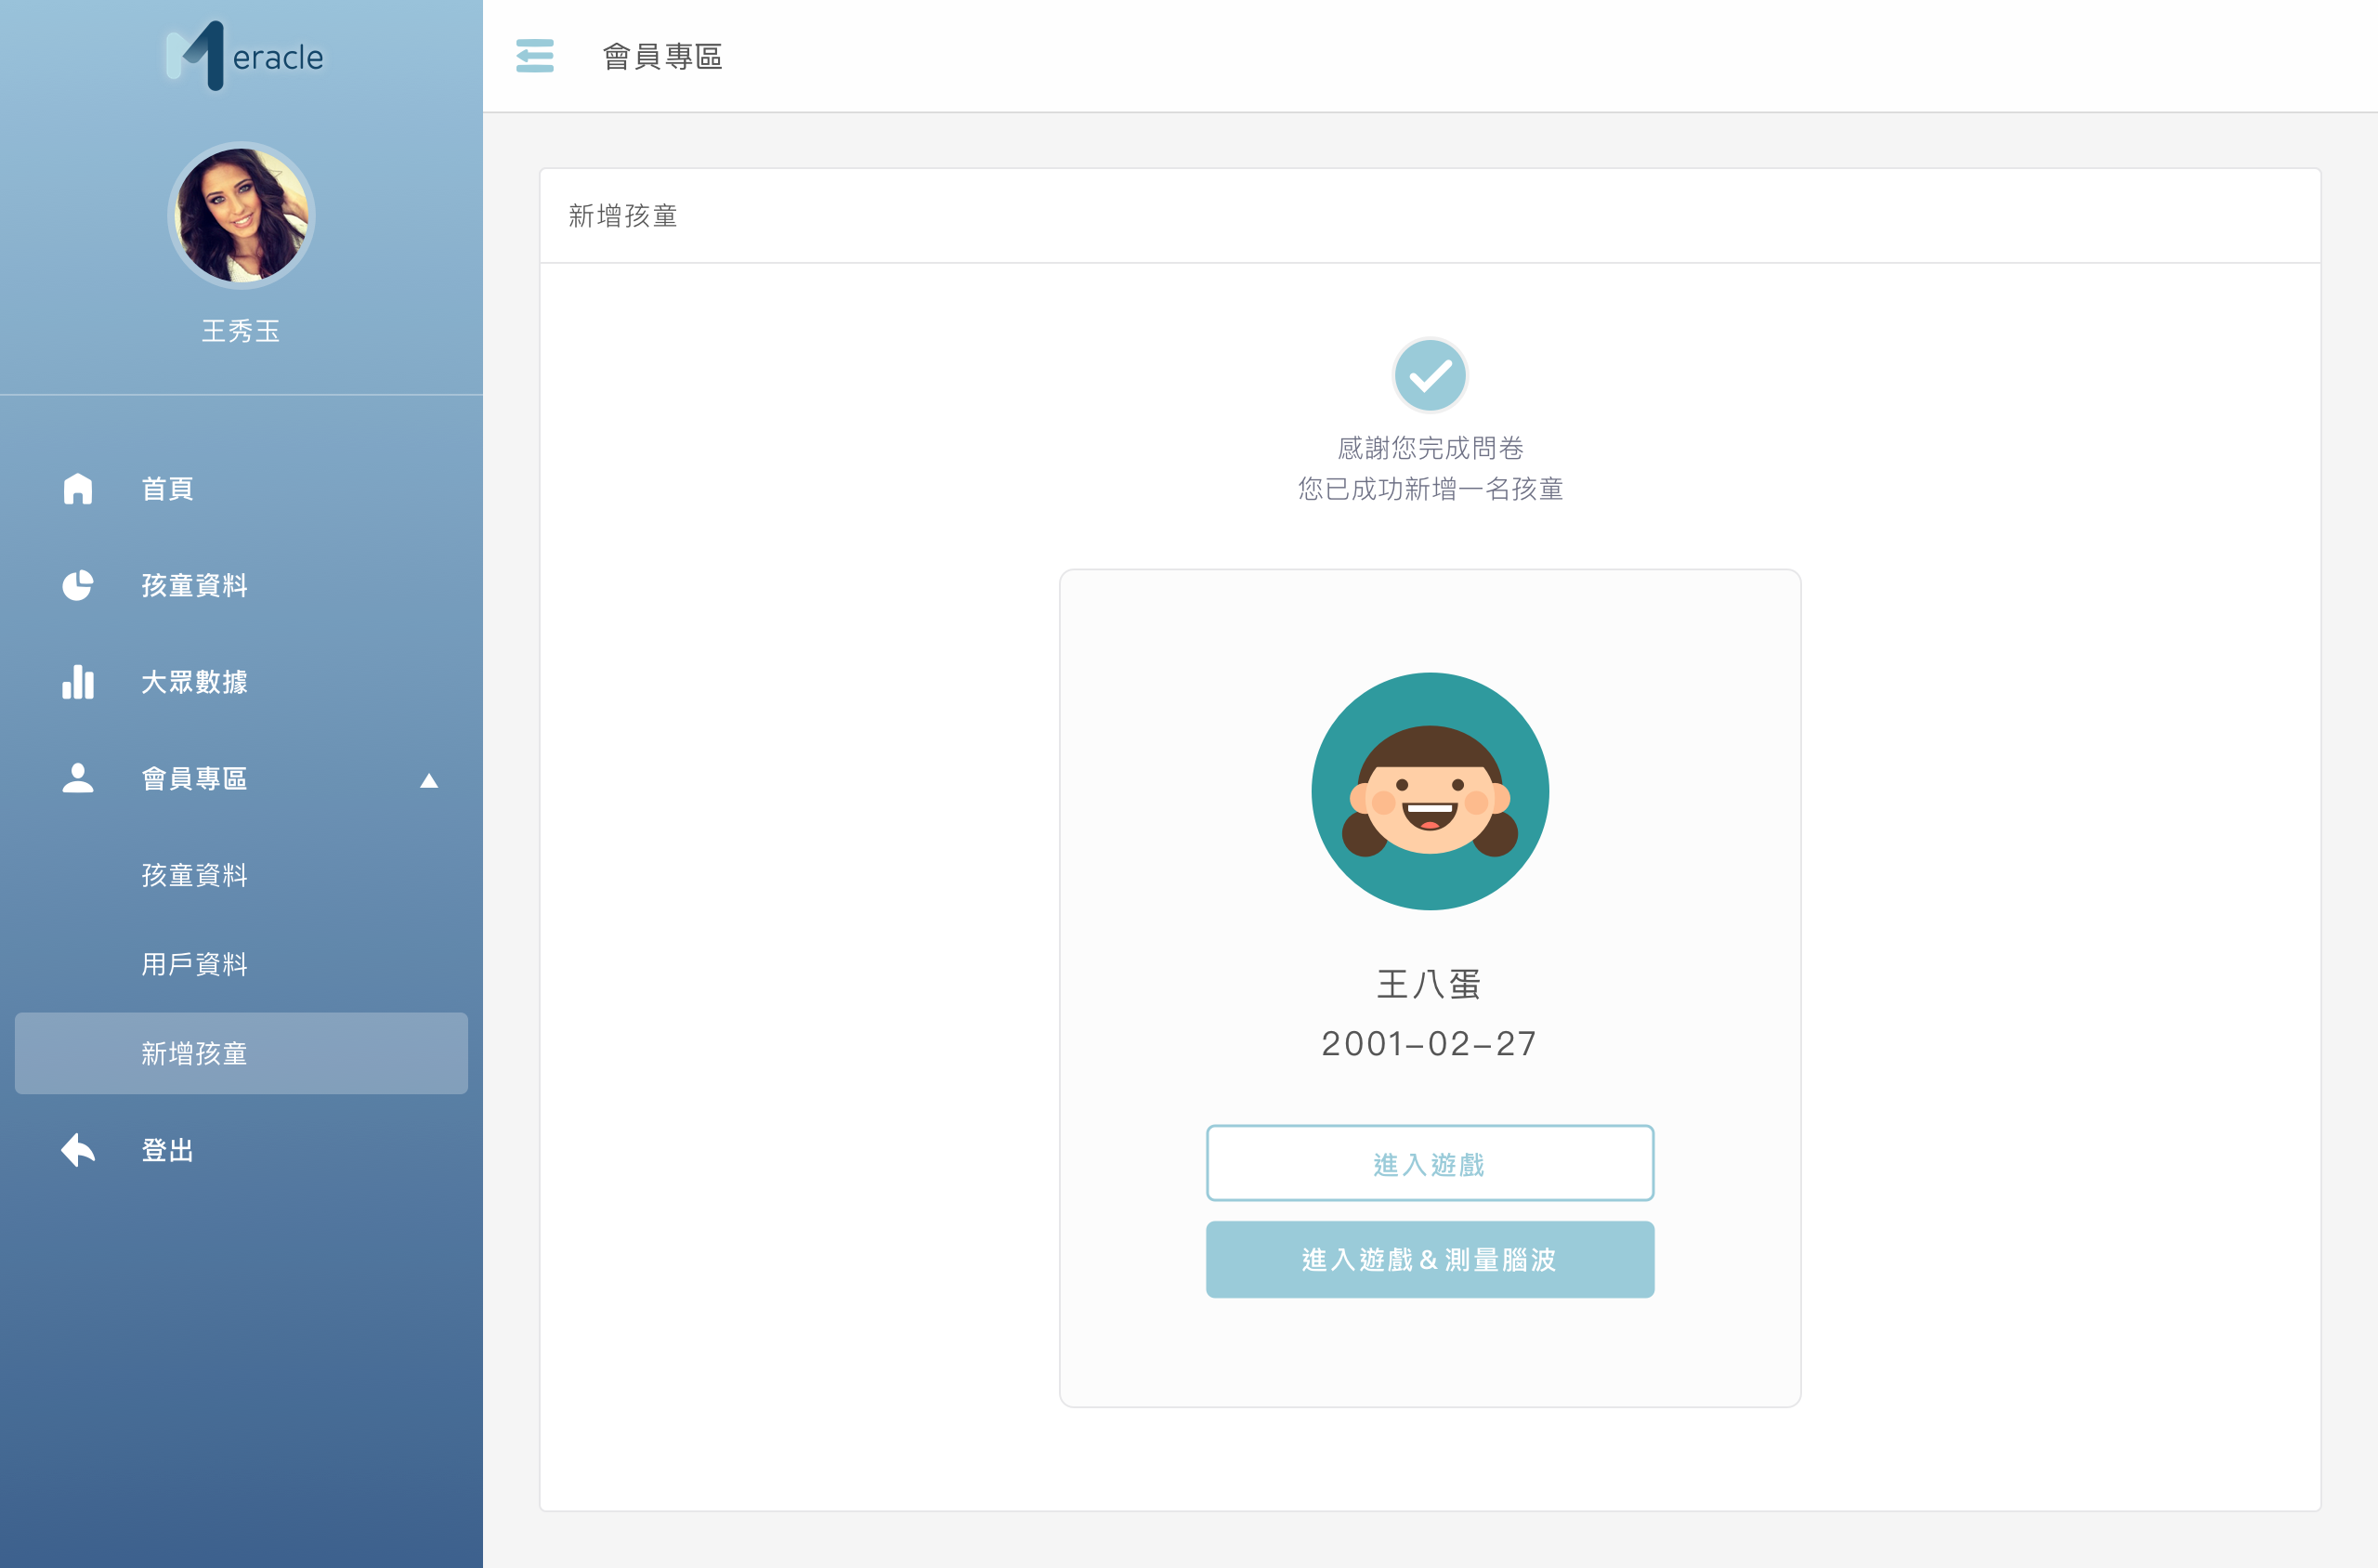 Meracle
王秀玉
首頁
孩童資料
大眾數據
會員專區
孩童資料
用戶資料
新增孩童
登出
會員專區
新增孩童
感謝您完成問卷
您已成功新增一名孩童
王八蛋
2001-02-27
進入遊戲
進入遊戲 & 測量腦波